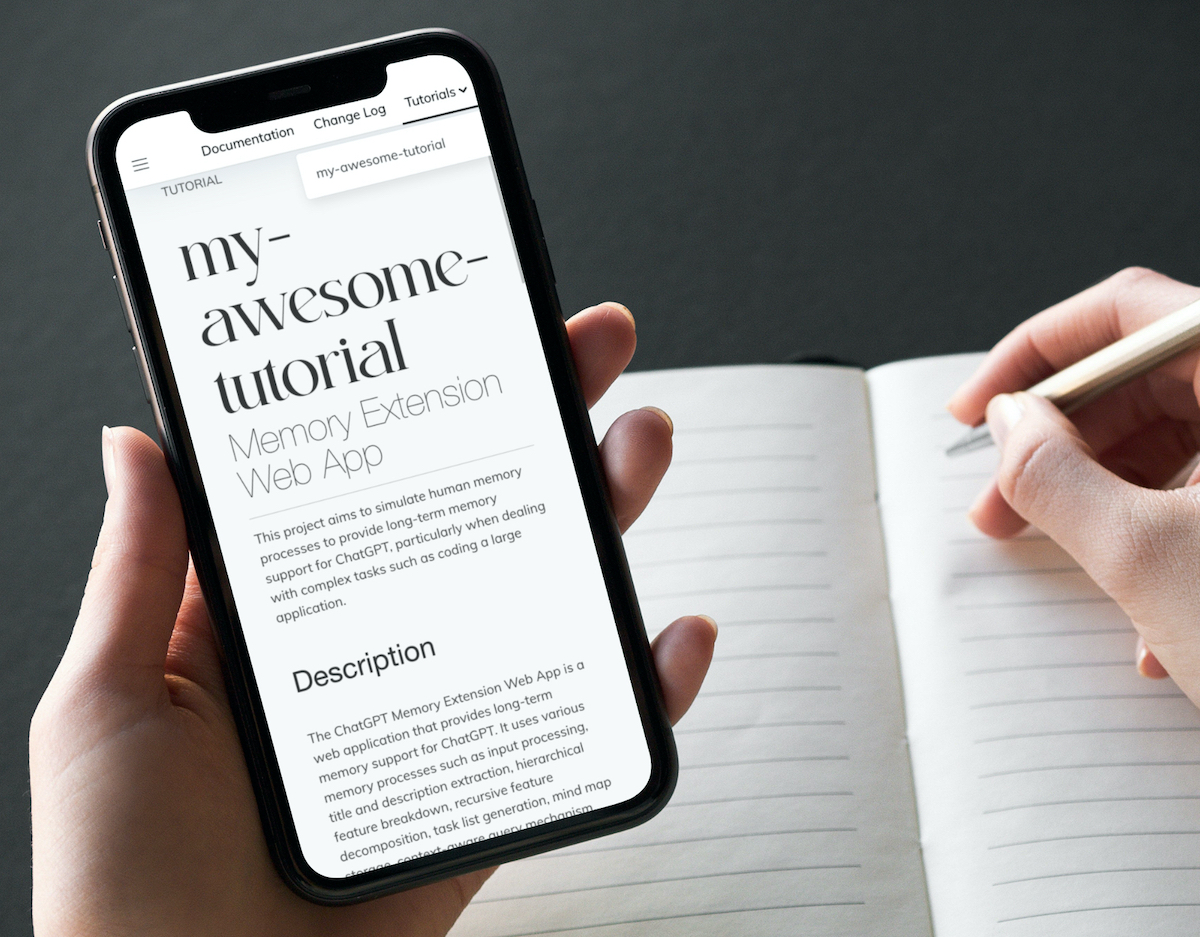 Documentation Change Log Tutorials
my-awesome-tutorial
TUTORIAL
my-
awesome-
tutorial
Memory Extension
Web App
This project aims to simulate human memory
processes to provide long-term memory
support for ChatGPT, particularly when dealing
with complex tasks such as coding a large
application.
Description
The ChatGPT Memory Extension Web App is a
web application that provides long-term
memory support for ChatGPT. It uses various
memory processes such as input processing,
title and description extraction, hierarchical
feature breakdown, recursive feature
decomposition, task list generation, mind map
storage, context-aware query mechanism